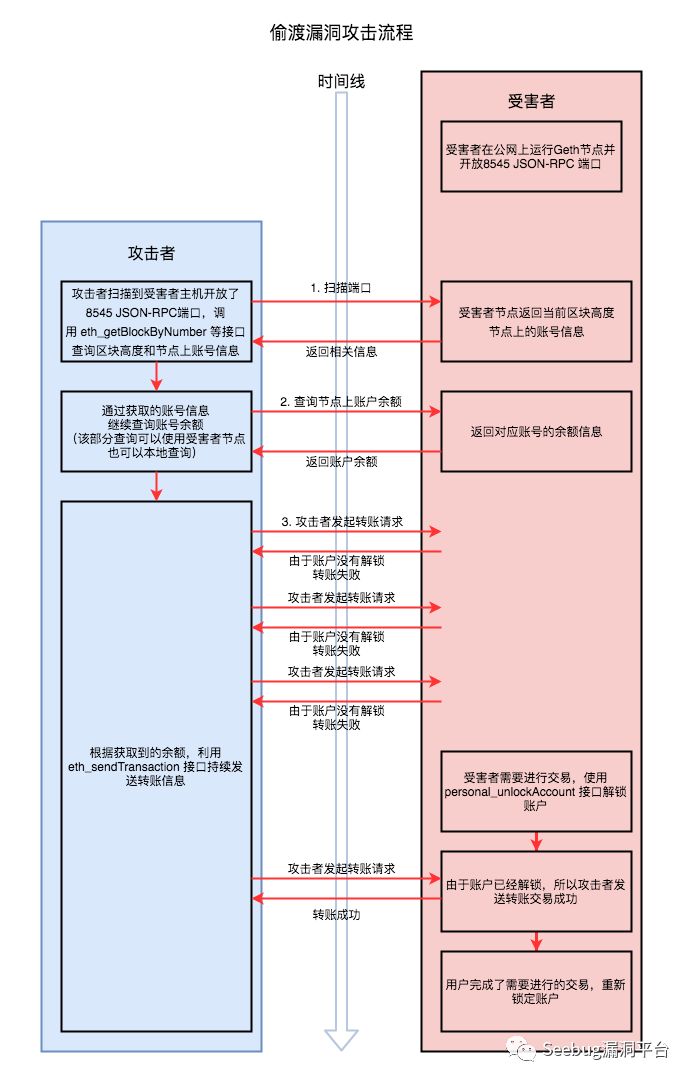 偷渡漏洞攻击流程
时间线
受害者
受害者在公网上运行Geth节点并
开放8545 JSON-RPC 端口
攻击者
攻击者扫描到受害者主机开放了
8545 JSON-RPC端口，调
用 eth_getBlockByNumber 等接口
查询区块高度和节点上账号信息
1. 扫描端口
返回相关信息
受害者节点返回当前区块高度
节点上的账号信息
通过获取的账号信息
继续查询账号余额
（该部分查询可以使用受害者节点
也可以本地查询）
2. 查询节点上账户余额
返回账户余额
返回对应账号的余额信息
3. 攻击者发起转账请求
由于账户没有解锁
转账失败
攻击者发起转账请求
由于账户没有解锁
转账失败
攻击者发起转账请求
由于账户没有解锁
转账失败
根据获取到的余额，利用
eth_sendTransaction 接口持续发
送转账信息
受害者需要进行交易，使用
personal_unlockAccount 接口解锁
账户
攻击者发起转账请求
转账成功
由于账户已经解锁，所以攻击者发
送转账交易成功
用户完成了需要进行的交易，重新
锁定账户
Seebug漏洞平台